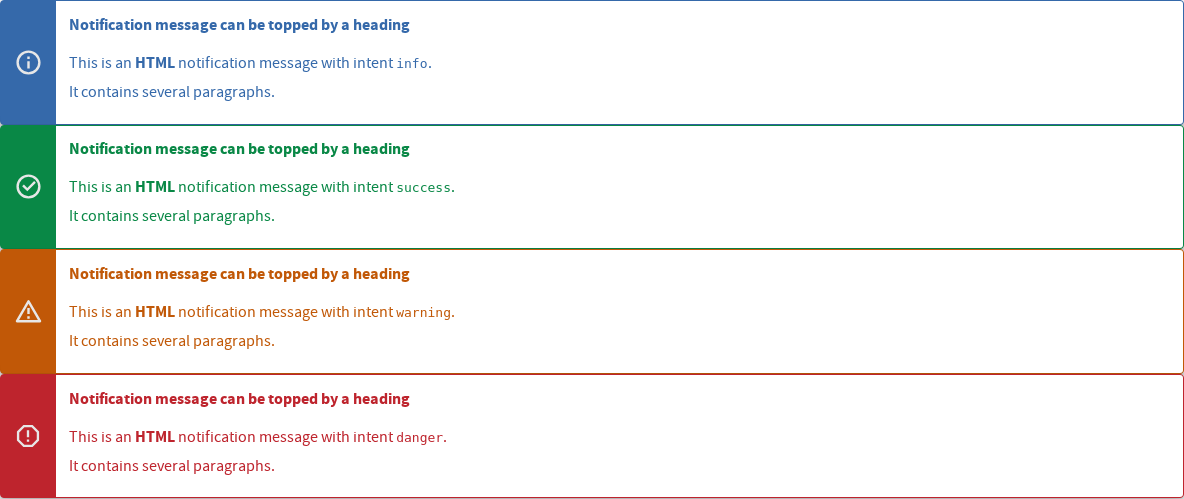 Notification message can be topped by a heading
This is an HTML notification message with intent info.
It contains several paragraphs.
Notification message can be topped by a heading
This is an HTML notification message with intent success.
It contains several paragraphs.
Notification message can be topped by a heading
This is an HTML notification message with intent warning.
It contains several paragraphs.
Notification message can be topped by a heading
This is an HTML notification message with intent danger.
It contains several paragraphs.